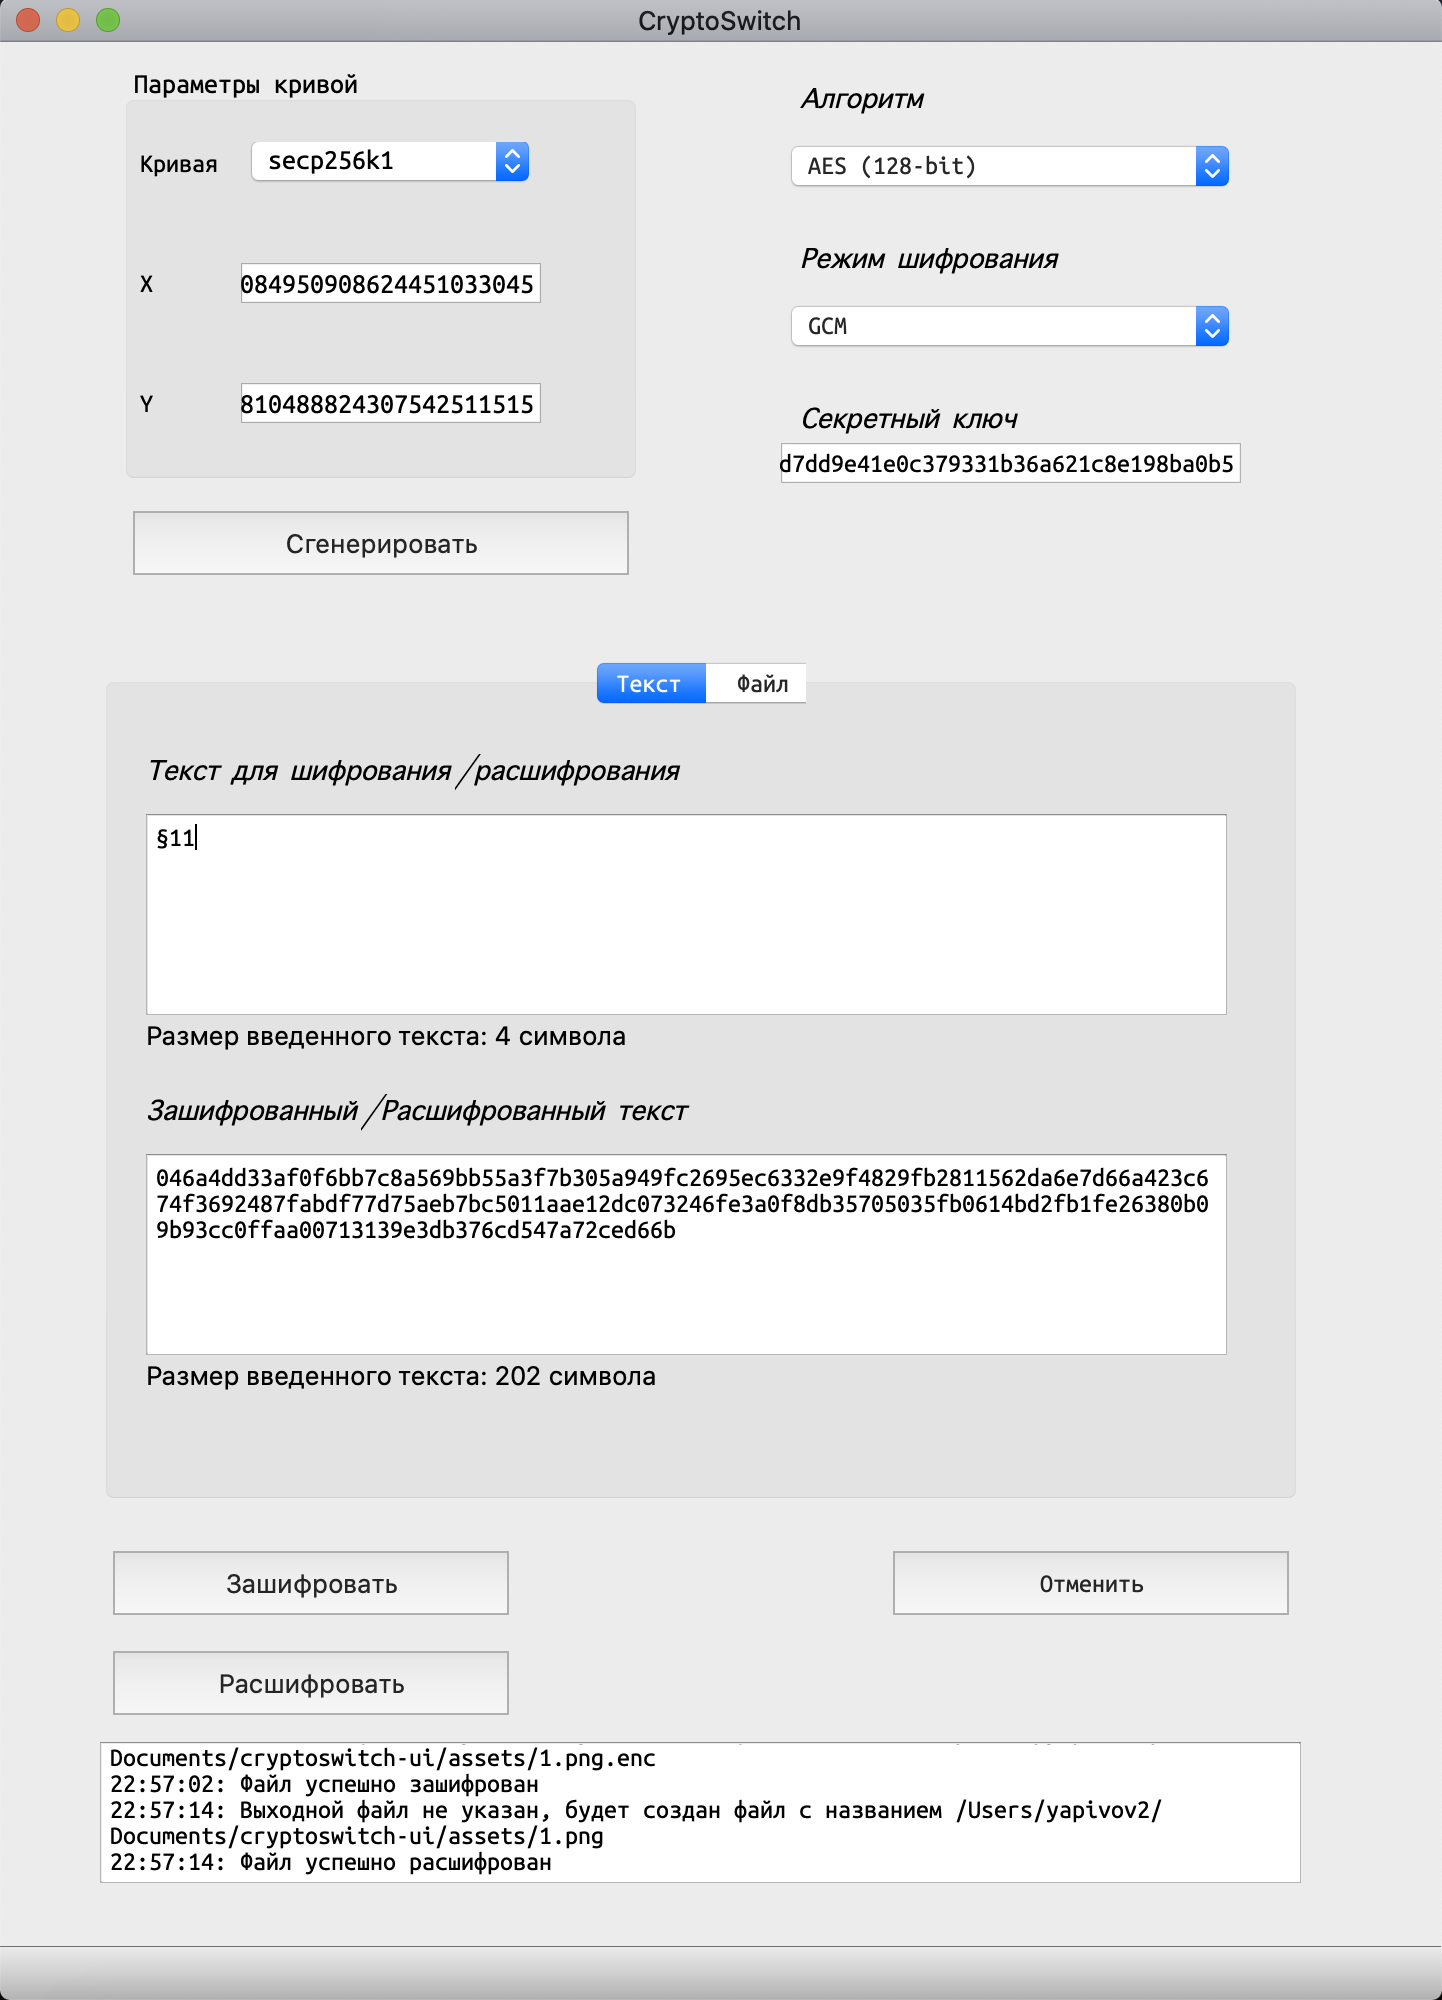 CryptoSwitch
Параметры кривой
Кривая
secp256k1
X
084950908624451033045
Y
810488824307542511515
Сгенерировать
Алгоритм
AES (128-bit)
Режим шифрования
GCM
Секретный ключ
d7dd9e41e0c379331b36a621c8e198ba0b5
Текст
Файл
Текст для шифрования/расшифрования
§11
Размер введенного текста: 4 символа
Зашифрованный/Расшифрованный текст
046a4dd33af0f6bb7c8a569bb55a3f7b305a949fc2695ec6332e9f4829fb2811562da6e7d66a423c6
74f3692487fabdf77d75aeb7bc5011aae12dc073246fe3a0f8db35705035fb0614bd2fb1fe26380b0
9b93cc0ffaa00713139e3db376cd547a72ced66b
Размер введенного текста: 202 символа
Зашифровать
Отменить
Расшифровать
Documents/cryptoswitch-ui/assets/1.png.enc
22:57:02: Файл успешно зашифрован
22:57:14: Выходной файл не указан, будет создан файл с названием /Users/yapivov2/
Documents/cryptoswitch-ui/assets/1.png
22:57:14: Файл успешно расшифрован